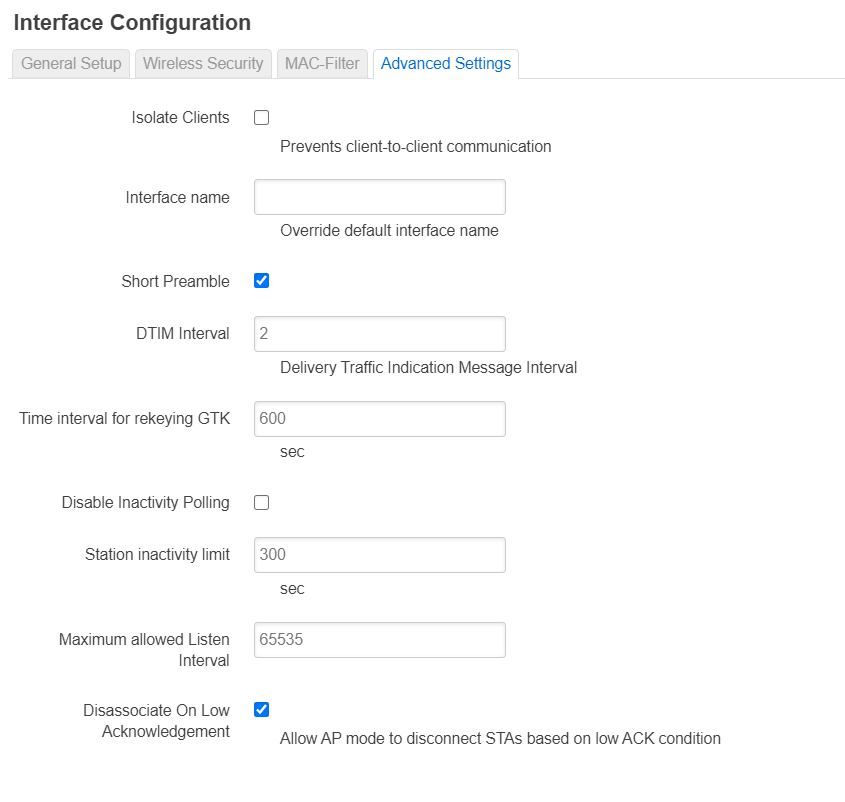 Interface Configuration
General Setup Wireless Security MAC-Filter Advanced Settings
Isolate Clients
Prevents client-to-client communication
Interface name
Override default interface name
Short Preamble
DTIM Interval 2
Delivery Traffic Indication Message Interval
Time interval for rekeying GTK 600
sec
Disable Inactivity Polling
Station inactivity limit 300
sec
Maximum allowed Listen 65535
Interval
Disassociate On Low
Acknowledgement
Allow AP mode to disconnect STAs based on low ACK condition